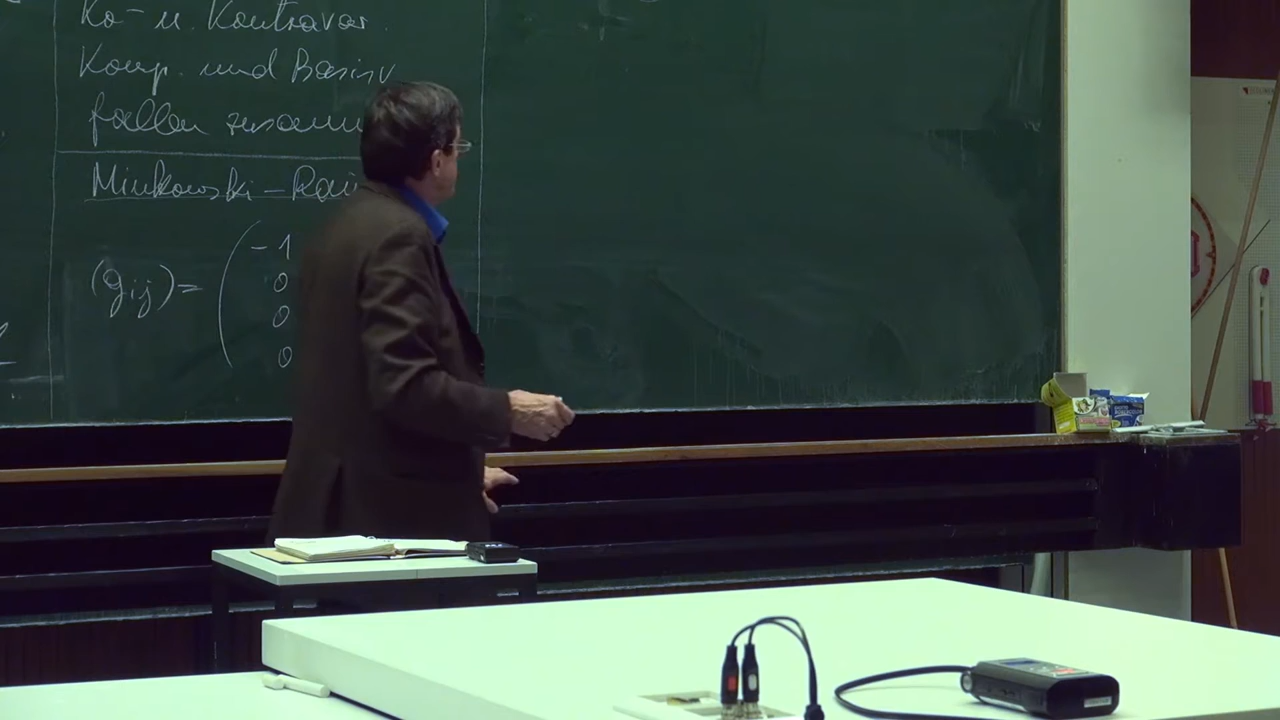 Ko- u. Kontravar.
Komp. und Basisv
fallen zusamm
Minkowski-Rau
(gij) = ( -1
0
0
0